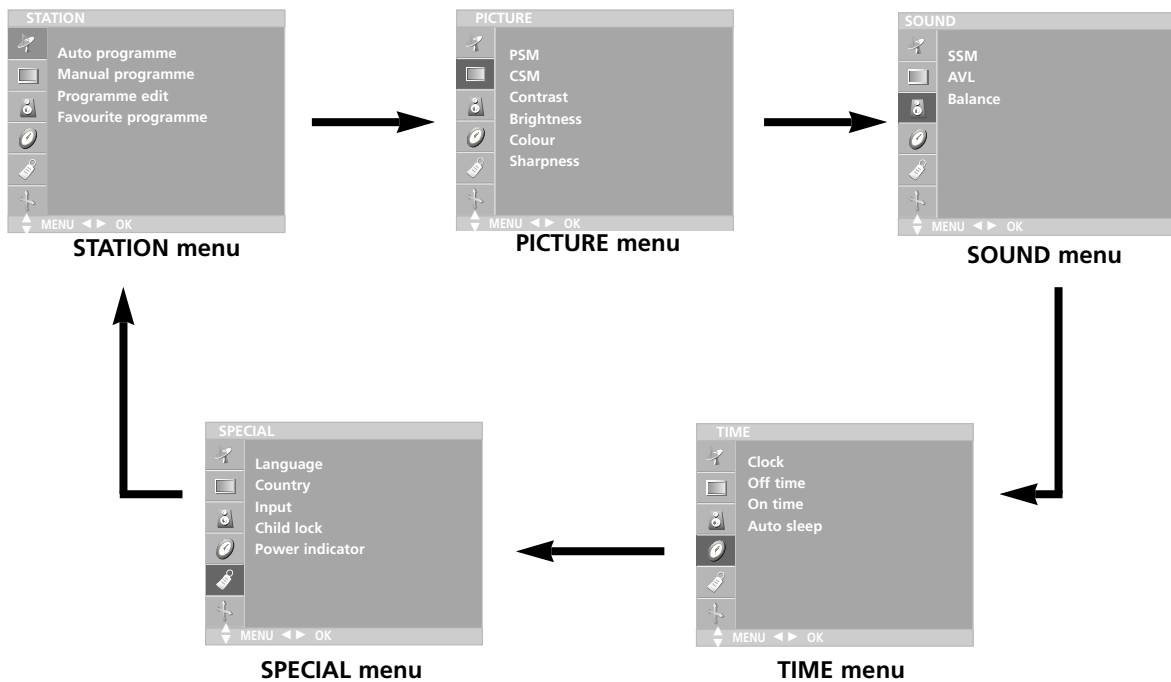 STATION
Auto programme
Manual programme
Programme edit
Favourite programme
MENU OK
STATION menu
PICTURE
PSM
CSM
Contrast
Brightness
Colour
Sharpness
MENU OK
PICTURE menu
SOUND
SSM
AVL
Balance
MENU OK
SOUND menu
SPECIAL
Language
Country
Input
Child lock
Power indicator
MENU OK
SPECIAL menu
TIME
Clock
Off time
On time
Auto sleep
MENU OK
TIME menu